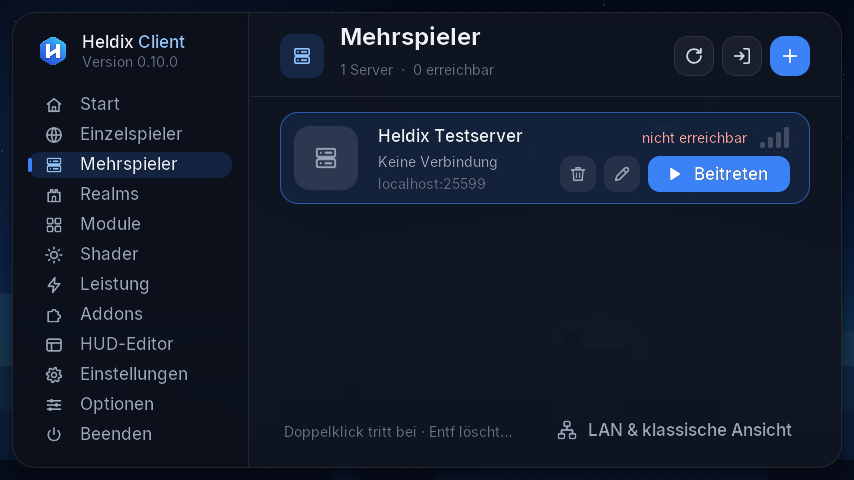 Heldix Client
Version 0.10.0
Start
Einzelspieler
Mehrspieler
Realms
Module
Shader
Leistung
Addons
HUD-Editor
Einstellungen
Optionen
Beenden
Mehrspieler
1 Server · 0 erreichbar
Heldix Testserver
nicht erreichbar
Keine Verbindung
localhost:25599
Beitreten
Doppelklick tritt bei · Entf löscht...
LAN & klassische Ansicht